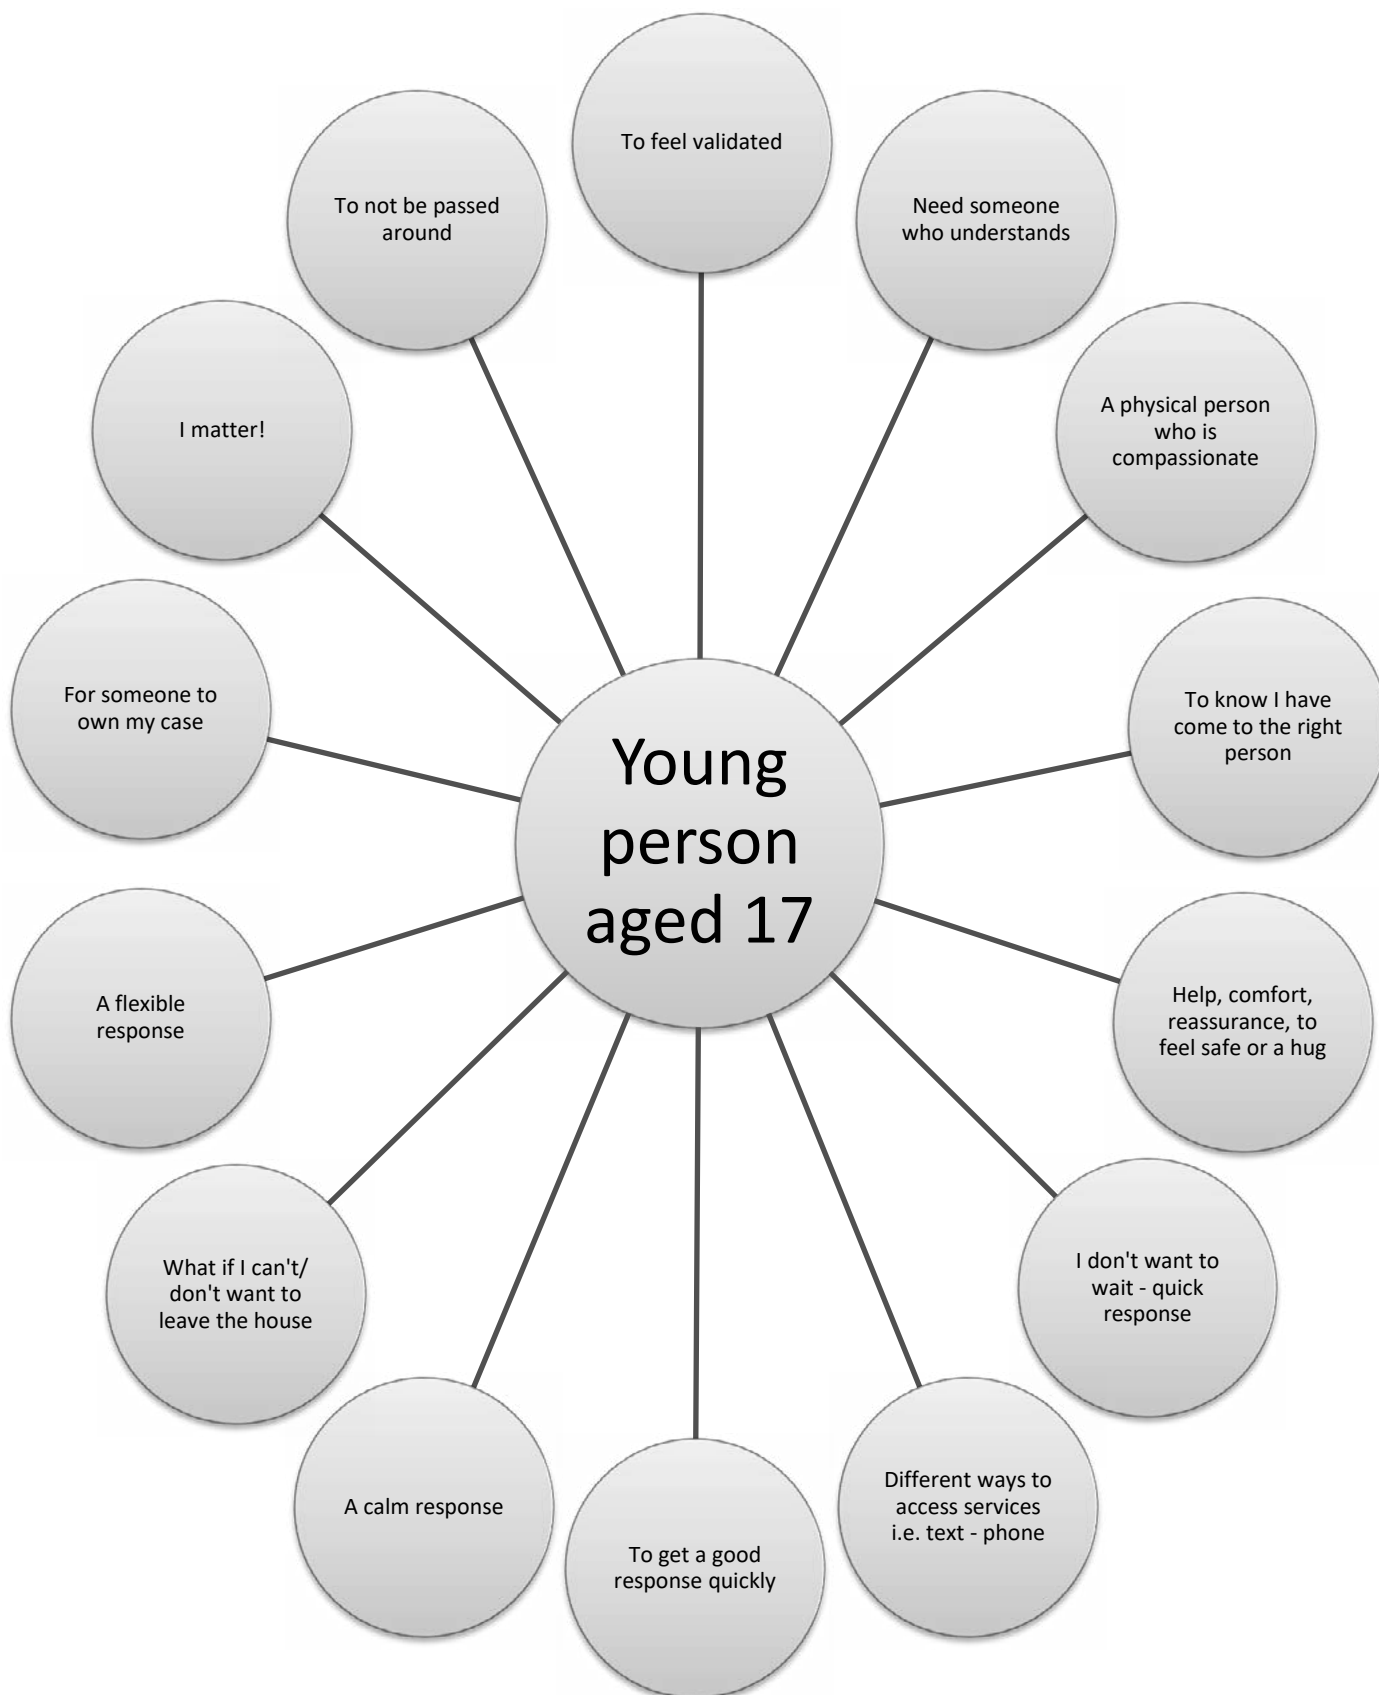 To feel validated
Need someone
who understands
A physical person
who is
compassionate
To know I have
come to the right
person
Help, comfort,
reassurance, to
feel safe or a hug
I don't want to
wait - quick
response
Different ways to
access services
i.e. text - phone
To get a good
response quickly
A calm response
What if I can't/
don't want to
leave the house
A flexible
response
For someone to
own my case
I matter!
To not be passed
around
Young
person
aged 17